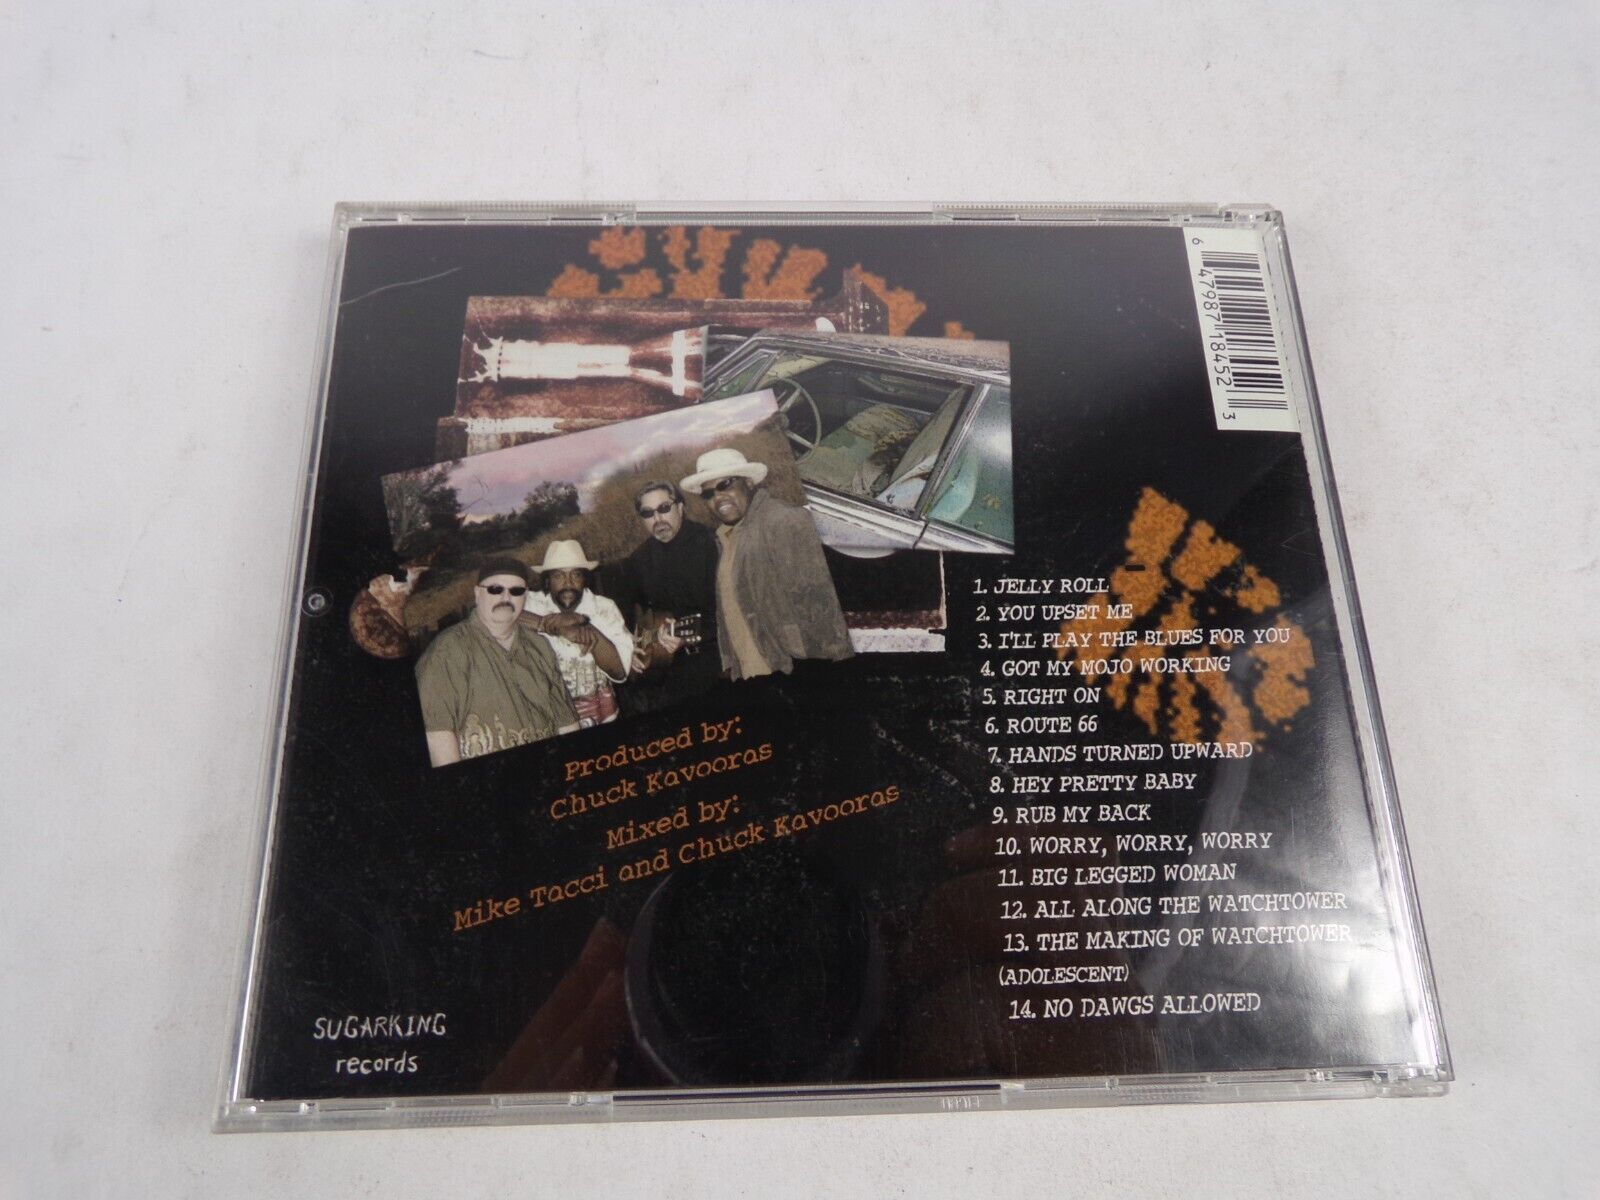 6 47987 18452 3
1. JELLY ROLL
2. YOU UPSET ME
3. I'LL PLAY THE BLUES FOR YOU
4. GOT MY MOJO WORKING
5. RIGHT ON
6. ROUTE 66
7. HANDS TURNED UPWARD
8. HEY PRETTY BABY
9. RUB MY BACK
10. WORRY, WORRY, WORRY
11. BIG LEGGED WOMAN
12. ALL ALONG THE WATCHTOWER
13. THE MAKING OF WATCHTOWER
(ADOLESCENT)
14. NO DAWGS ALLOWED
Produced by:
Chuck Kavooras
Mixed by:
Mike Tacci and Chuck Kavooras
SUGARKING
records